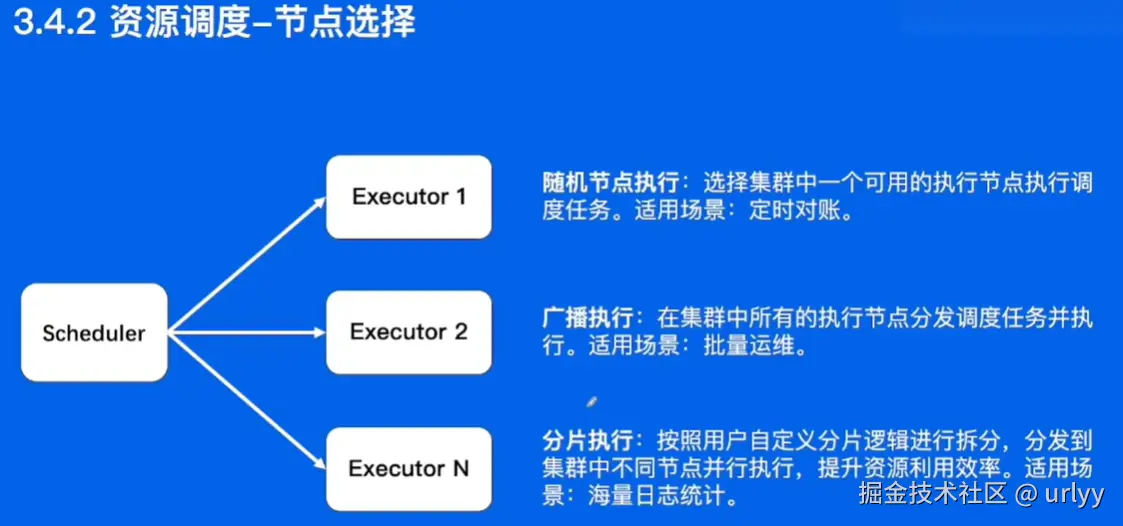 3.4.2 资源调度-节点选择
Scheduler
Executor 1
随机节点执行：选择集群中一个可用的执行节点执行调
度任务。适用场景：定时对账。
Executor 2
广播执行：在集群中所有的执行节点分发调度任务并执
行。适用场景：批量运维。
Executor N
分片执行：按照用户自定义分片逻辑进行拆分，分发到
集群中不同节点并行执行，提升资源利用效率。适用场
景：海量日志统计。
掘金技术社区 @ urlyy